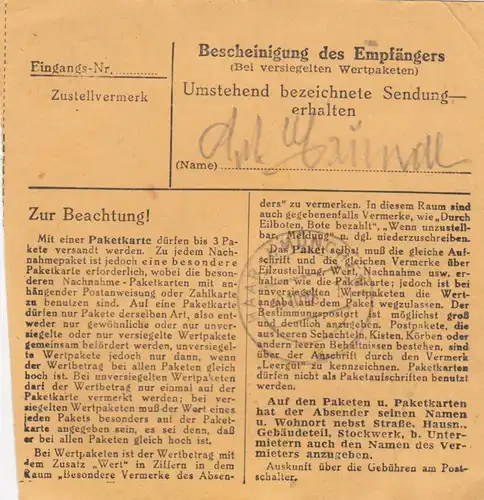 Eingangs-Nr.
Zustellvermerk
Bescheinigung des Empfängers
(Bei versiegelten Wertpaketen)
Umstehend bezeichnete Sendung—
erhalten
(Name)
Zur Beachtung!
Mit einer Paketkarte dürfen bis 3 Pa-
kete versandt werden. Zu jedem Nach-
nahmepaket ist jedoch eine besondere
Paketkarte erforderlich, wobei die beson-
deren Nachnahme-Paketkarten mit an-
hängender Postanweisung oder Zahlkarte
zu benutzen sind. Auf eine Paketkarte
dürfen nur Pakete derselben Art, also entwe-
der nur gewöhnliche oder nur unversie-
gelte oder nur versiegelte Wertpakete
gemeinsam befördert werden, unversiegel-
te Wertpakete jedoch nur dann, wenn
der Wertbetrag bei allen Paketen gleich
hoch ist. Bei unversiegelten Wertpaketen
darf der Wertbetrag nur einmal auf der
Paketkarte vermerkt werden; bei ver-
siegelten Wertpaketen muß der Wert eines
jeden Pakets besonders auf der Paket-
karte angegeben sein, es sei denn, daß
er bei allen Paketen gleich hoch ist.
Bei Wertpaketen ist der Wertbetrag mit
dem Zusatz „Wert" in Ziffern in dem
Raum „Besondere Vermerke des Absen-
ders" zu vermerken. In diesem Raum sind
auch gegebenenfalls Vermerke, wie „Durch
Eilboten, Bote bezahlt", „Wenn unzustell-
bar, Meldung" u. dgl. niederzuschreiben.
Das Paket selbst muß die gleiche Auf-
schrift und die gleichen Vermerke über
Eilzustellung, Wert, Nachnahme usw. er-
halten wie die Paketkarte; jedoch ist bei
unversiegelten Wertpaketen die Wert-
angabe auf dem Paket wegzulassen. Der
Bestimmungspostort ist möglichst groß
und deutlich anzugeben. Postpakete, die
aus leeren Schachteln, Kisten, Körben oder
andern leeren Behältnissen bestehen, sind
über der Anschrift durch den Vermerk
„Leergut" zu kennzeichnen. Paketkarten
dürfen nicht als Paketaufschriften benutzt
werden.
Auf den Paketen u. Paketkarten
hat der Absender seinen Namen
u. Wohnort nebst Straße, Hausn.,
Gebäudeteil, Stockwerk, b. Unter-
mietern auch den Namen des Ver-
mieters anzugeben.
Auskunft über die Gebühren am Post-
schalter.